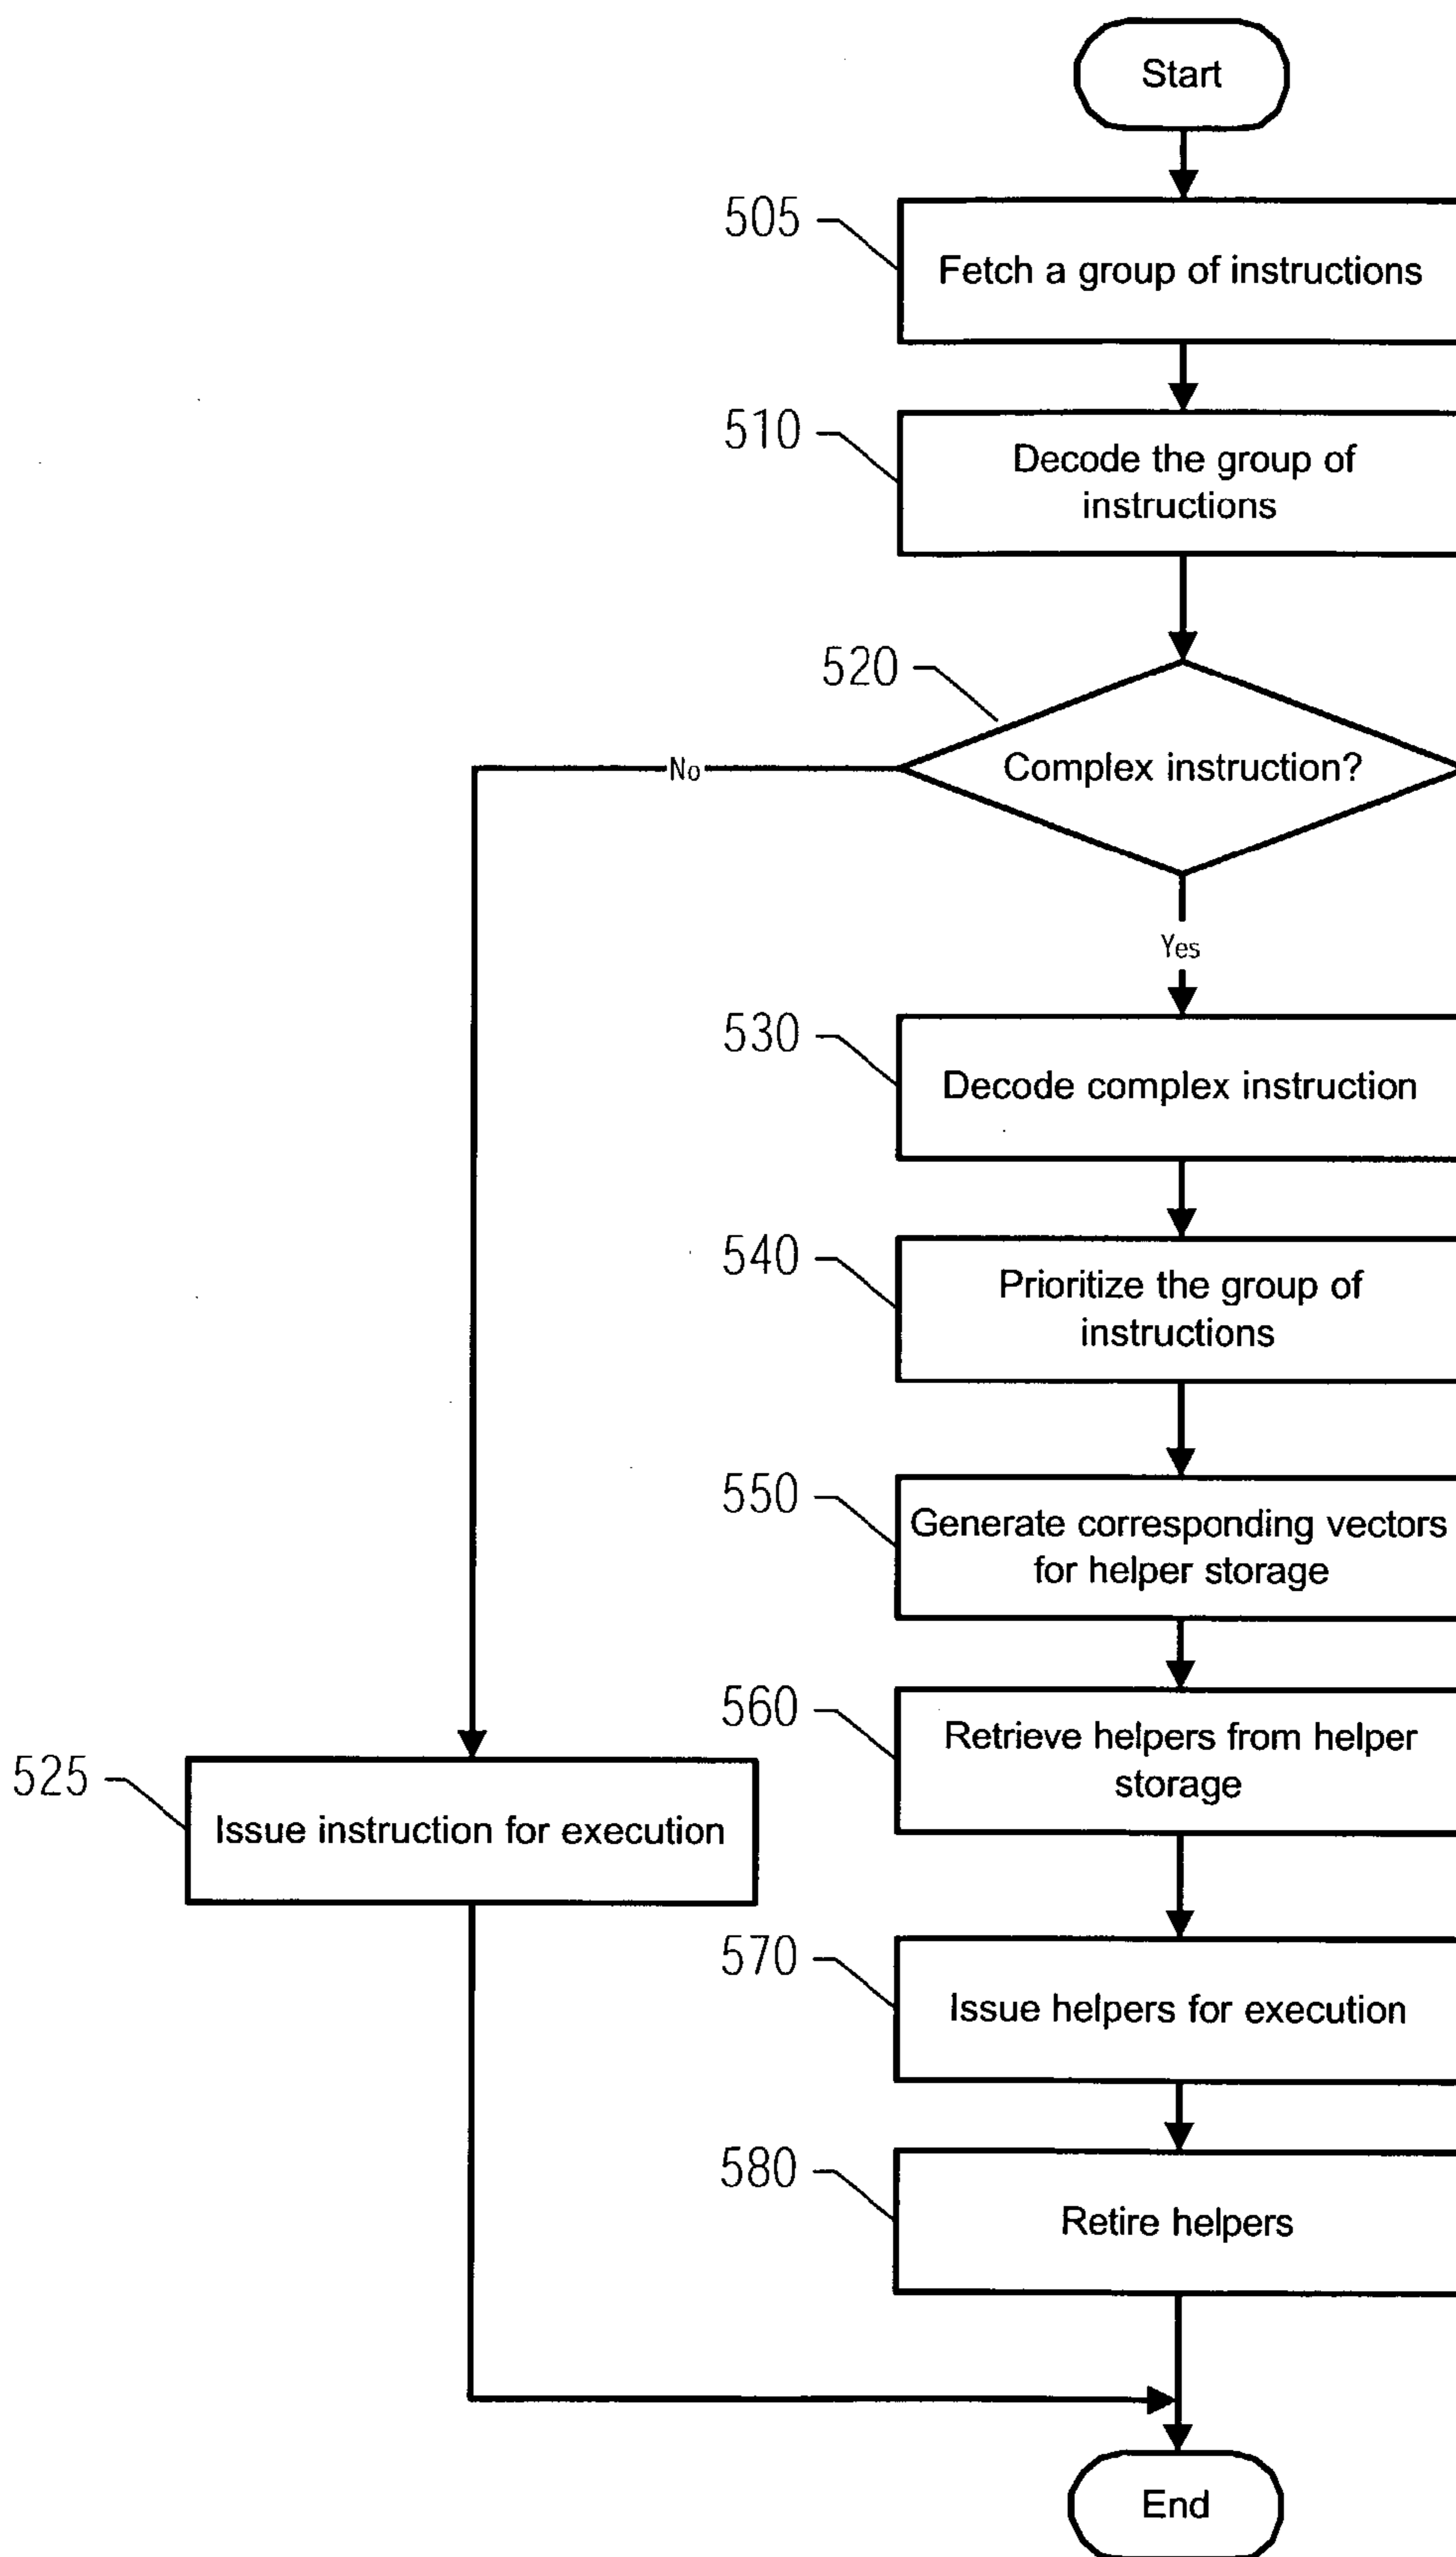 Start
505
Fetch a group of instructions
510
Decode the group of
instructions
520
Complex instruction?
No
Yes
530
Decode complex instruction
540
Prioritize the group of
instructions
550
Generate corresponding vectors
for helper storage
560
Retrieve helpers from helper
storage
525
Issue instruction for execution
570
Issue helpers for execution
580
Retire helpers
End